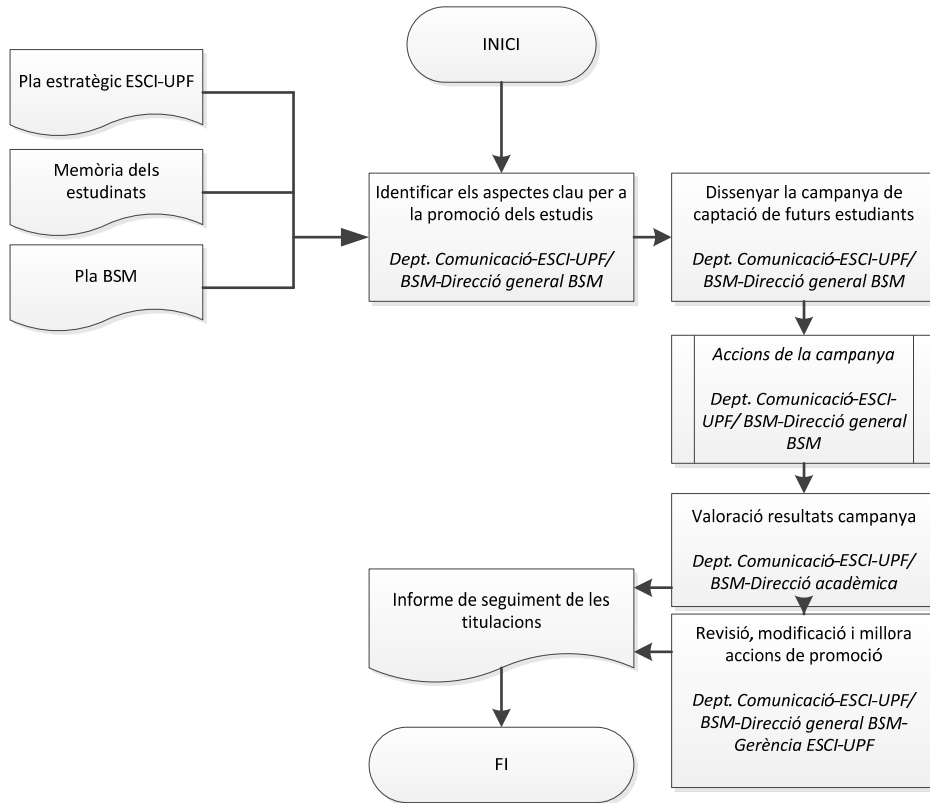 INICI
Pla estratègic ESCI-UPF
Memòria dels
estudinats
Pla BSM
Identificar els aspectes clau per a
la promoció dels estudis
Dept. Comunicació-ESCI-UPF/
BSM-Direcció general BSM
Dissenyar la campanya de
captació de futurs estudiants
Dept. Comunicació-ESCI-UPF/
BSM-Direcció general BSM
Accions de la campanya
Dept. Comunicació-ESCI-
UPF/ BSM-Direcció general
BSM
Valoració resultats campanya
Dept. Comunicació-ESCI-UPF/
BSM-Direcció acadèmica
Revisió, modificació i millora
accions de promoció
Dept. Comunicació-ESCI-UPF/
BSM-Direcció general BSM-
Gerència ESCI-UPF
Informe de seguiment de les
titulacions
FI